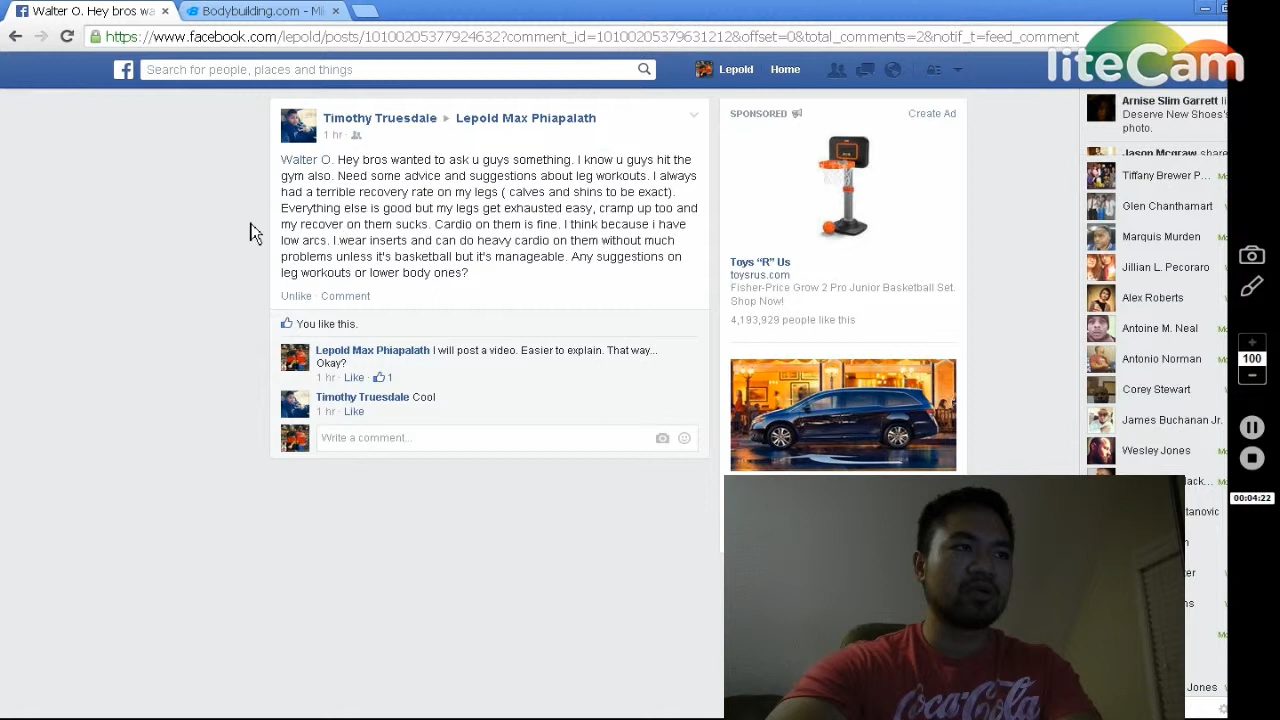 Walter O. Hey bros wa
Bodybuilding.com - Mi
https://www.facebook.com/lepold/posts/10100205377924632?comment_id=10100205379631212&offset=0&total_comments=2&notif_t=feed_comment
liteCam
Search for people, places and things
Lepold
Home
Timothy Truesdale
Lepold Max Phiapalath
1 hr ·
Walter O. Hey bros wanted to ask u guys something. I know u guys hit the
gym also. Need some advice and suggestions about leg workouts. I always
had a terrible recovery rate on my legs ( calves and shins to be exact).
Everything else is good but my legs get exhausted easy, cramp up too and
my recover on them sucks. Cardio on them is fine. I think because i have
low arcs. I wear inserts and can do heavy cardio on them without much
problems unless it's basketball but it's manageable. Any suggestions on
leg workouts or lower body ones?
Unlike · Comment
You like this.
Lepold Max Phiapalath I will post a video. Easier to explain. That way...
Okay?
1 hr · Like · 1
Timothy Truesdale Cool
1 hr · Like
Write a comment...
SPONSORED
Create Ad
Toys “R” Us
toysrus.com
Fisher-Price Grow 2 Pro Junior Basketball Set.
Shop Now!
4,193,929 people like this
Arnise Slim Garrett li
Deserve New Shoes's
photo.
Jason Mcgraw share
Tiffany Brewer P...
Glen Chanthamart
Marquis Murden
Jillian L. Pecoraro
Alex Roberts
Antoine M. Neal
Antonio Norman
Corey Stewart
James Buchanan Jr.
Wesley Jones
Jones
100
00:04:22
Coca-Cola